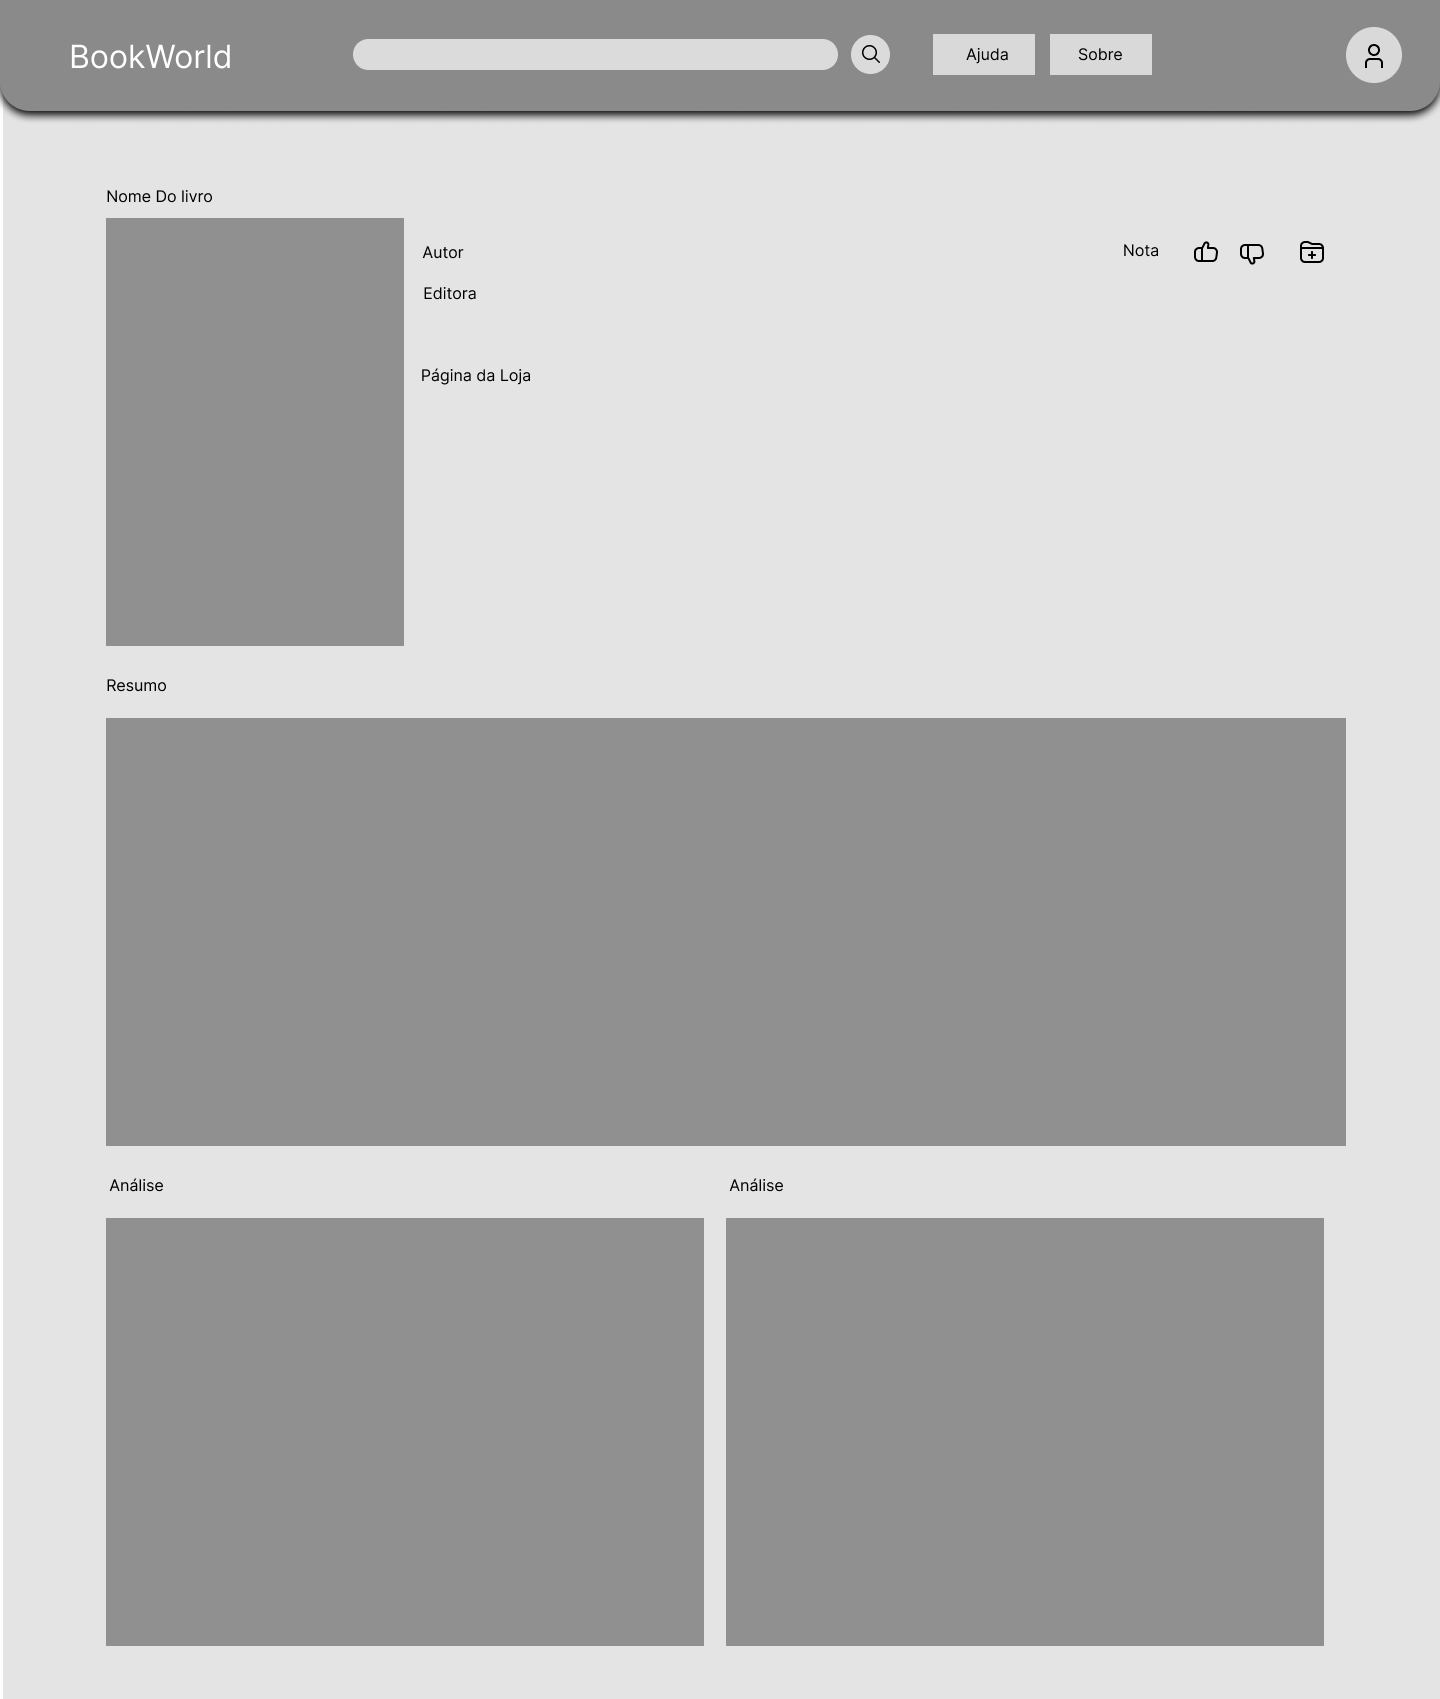 BookWorld
Ajuda
Sobre
Nome Do livro
Autor
Nota
Editora
Página da Loja
Resumo
Análise
Análise